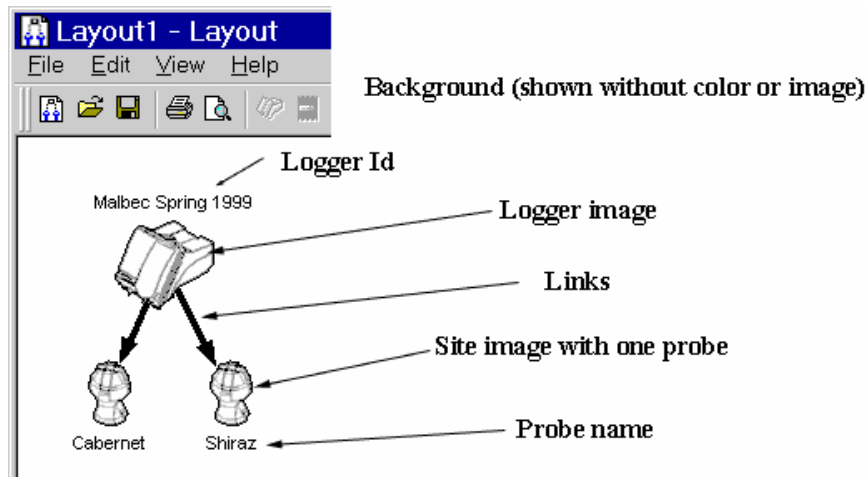 Layout1 - Layout
File Edit View Help
Background (shown without color or image)
Logger Id
Malbec Spring 1999
Logger image
Links
Site image with one probe
Cabernet Shiraz
Probe name